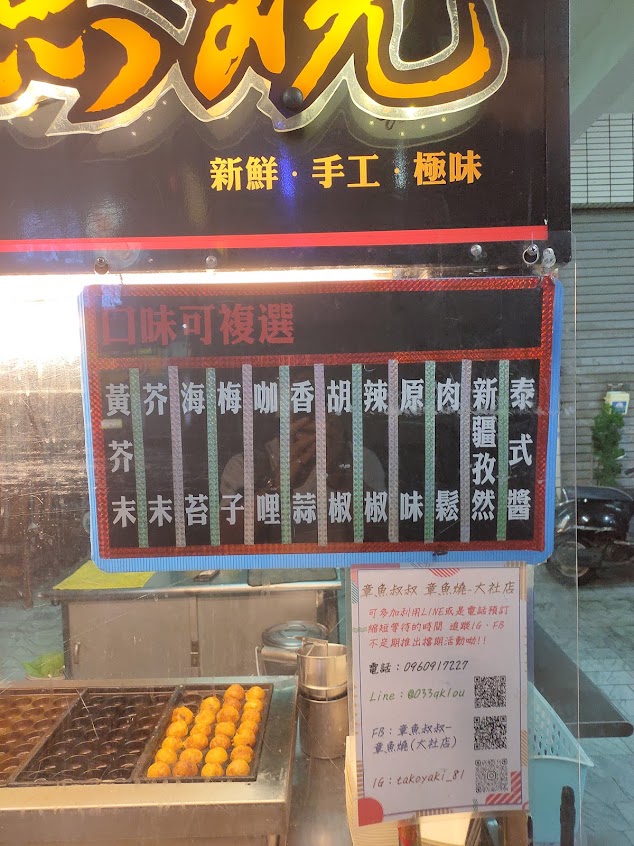 魚燒
新鮮·手工·極味
口味可複選
泰式醬
新疆孜然
肉鬆
原味
辣椒
胡椒
香蒜
咖哩
梅子
海苔
芥末
黃芥末
章魚叔叔 章魚燒-大社店
可多加利用LINE或是電話預訂
縮短等待的時間 追蹤IG、FB
不定期推出檔期活動呦!!
電話:0960917227
Line:@033qklou
FB:章魚叔叔-
章魚燒(大社店)
IG:takoyaki_81